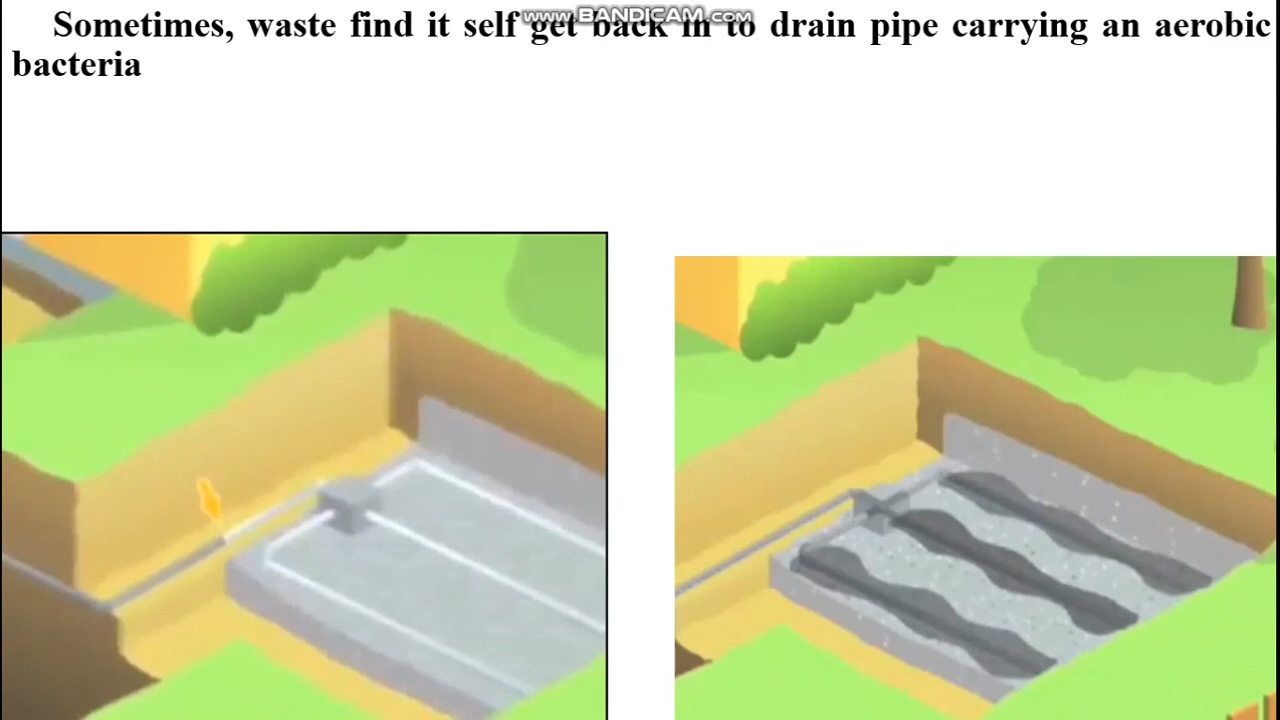 www.BANDICAM.com
Sometimes, waste find it self get back in to drain pipe carrying an aerobic
bacteria